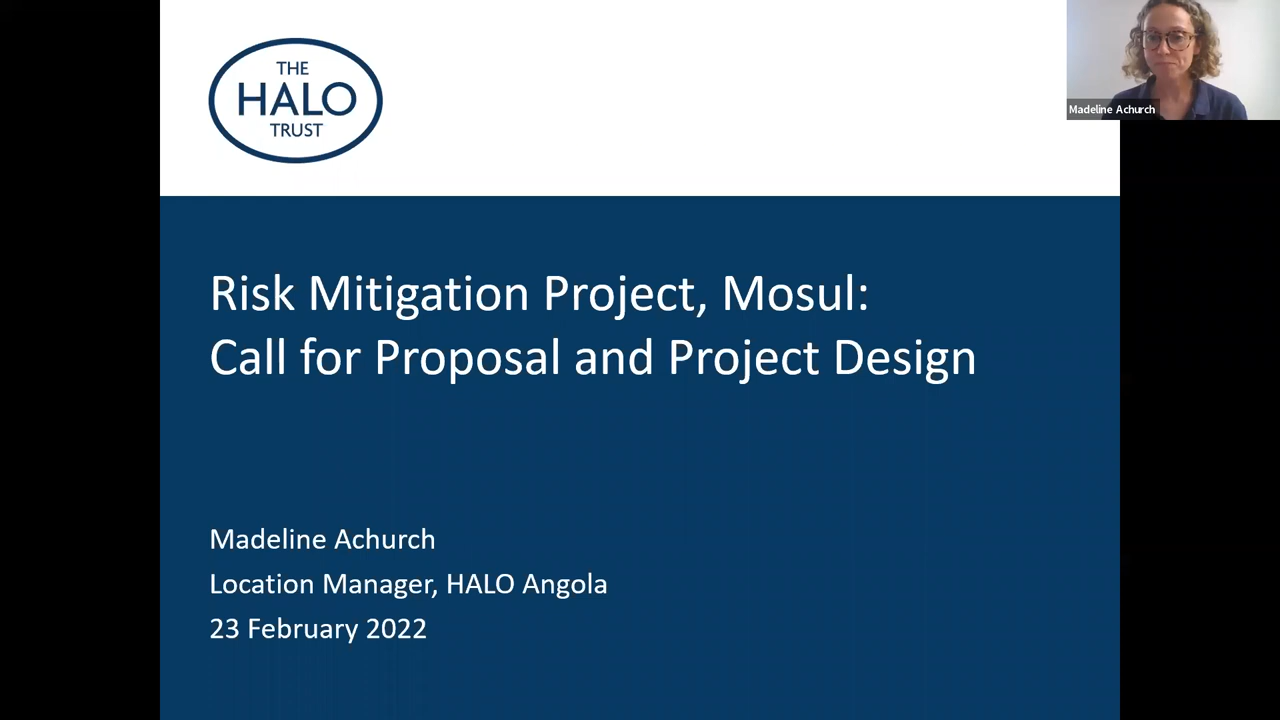 THE
HALO
TRUST
Madeline Achurch
Risk Mitigation Project, Mosul:
Call for Proposal and Project Design
Madeline Achurch
Location Manager, HALO Angola
23 February 2022